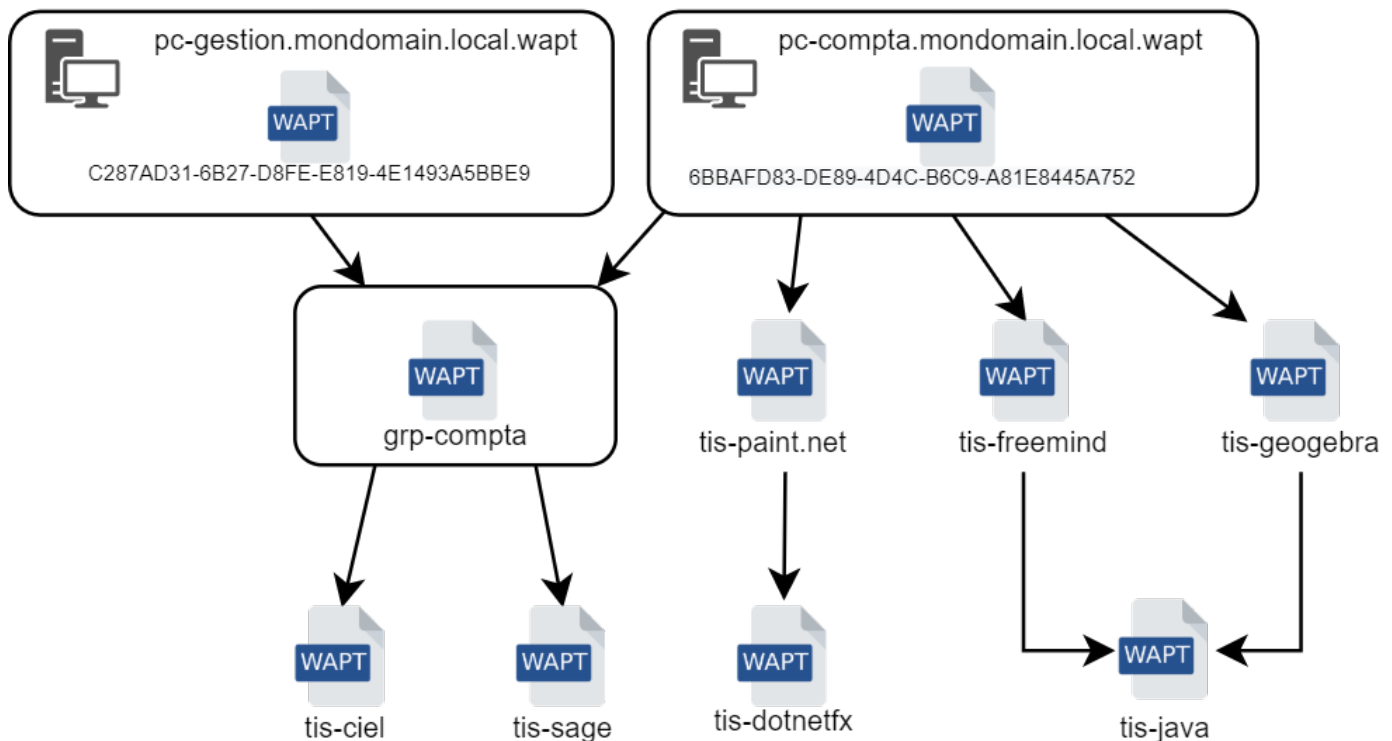 pc-gestion.mondomain.local.wapt
WAPT
C287AD31-6B27-D8FE-E819-4E1493A5BBE9
pc-compta.mondomain.local.wapt
WAPT
6BBAFD83-DE89-4D4C-B6C9-A81E8445A752
WAPT
grp-compta
WAPT
tis-paint.net
WAPT
tis-freemind
WAPT
tis-geogebra
WAPT
tis-ciel
WAPT
tis-sage
WAPT
tis-dotnetfx
WAPT
tis-java